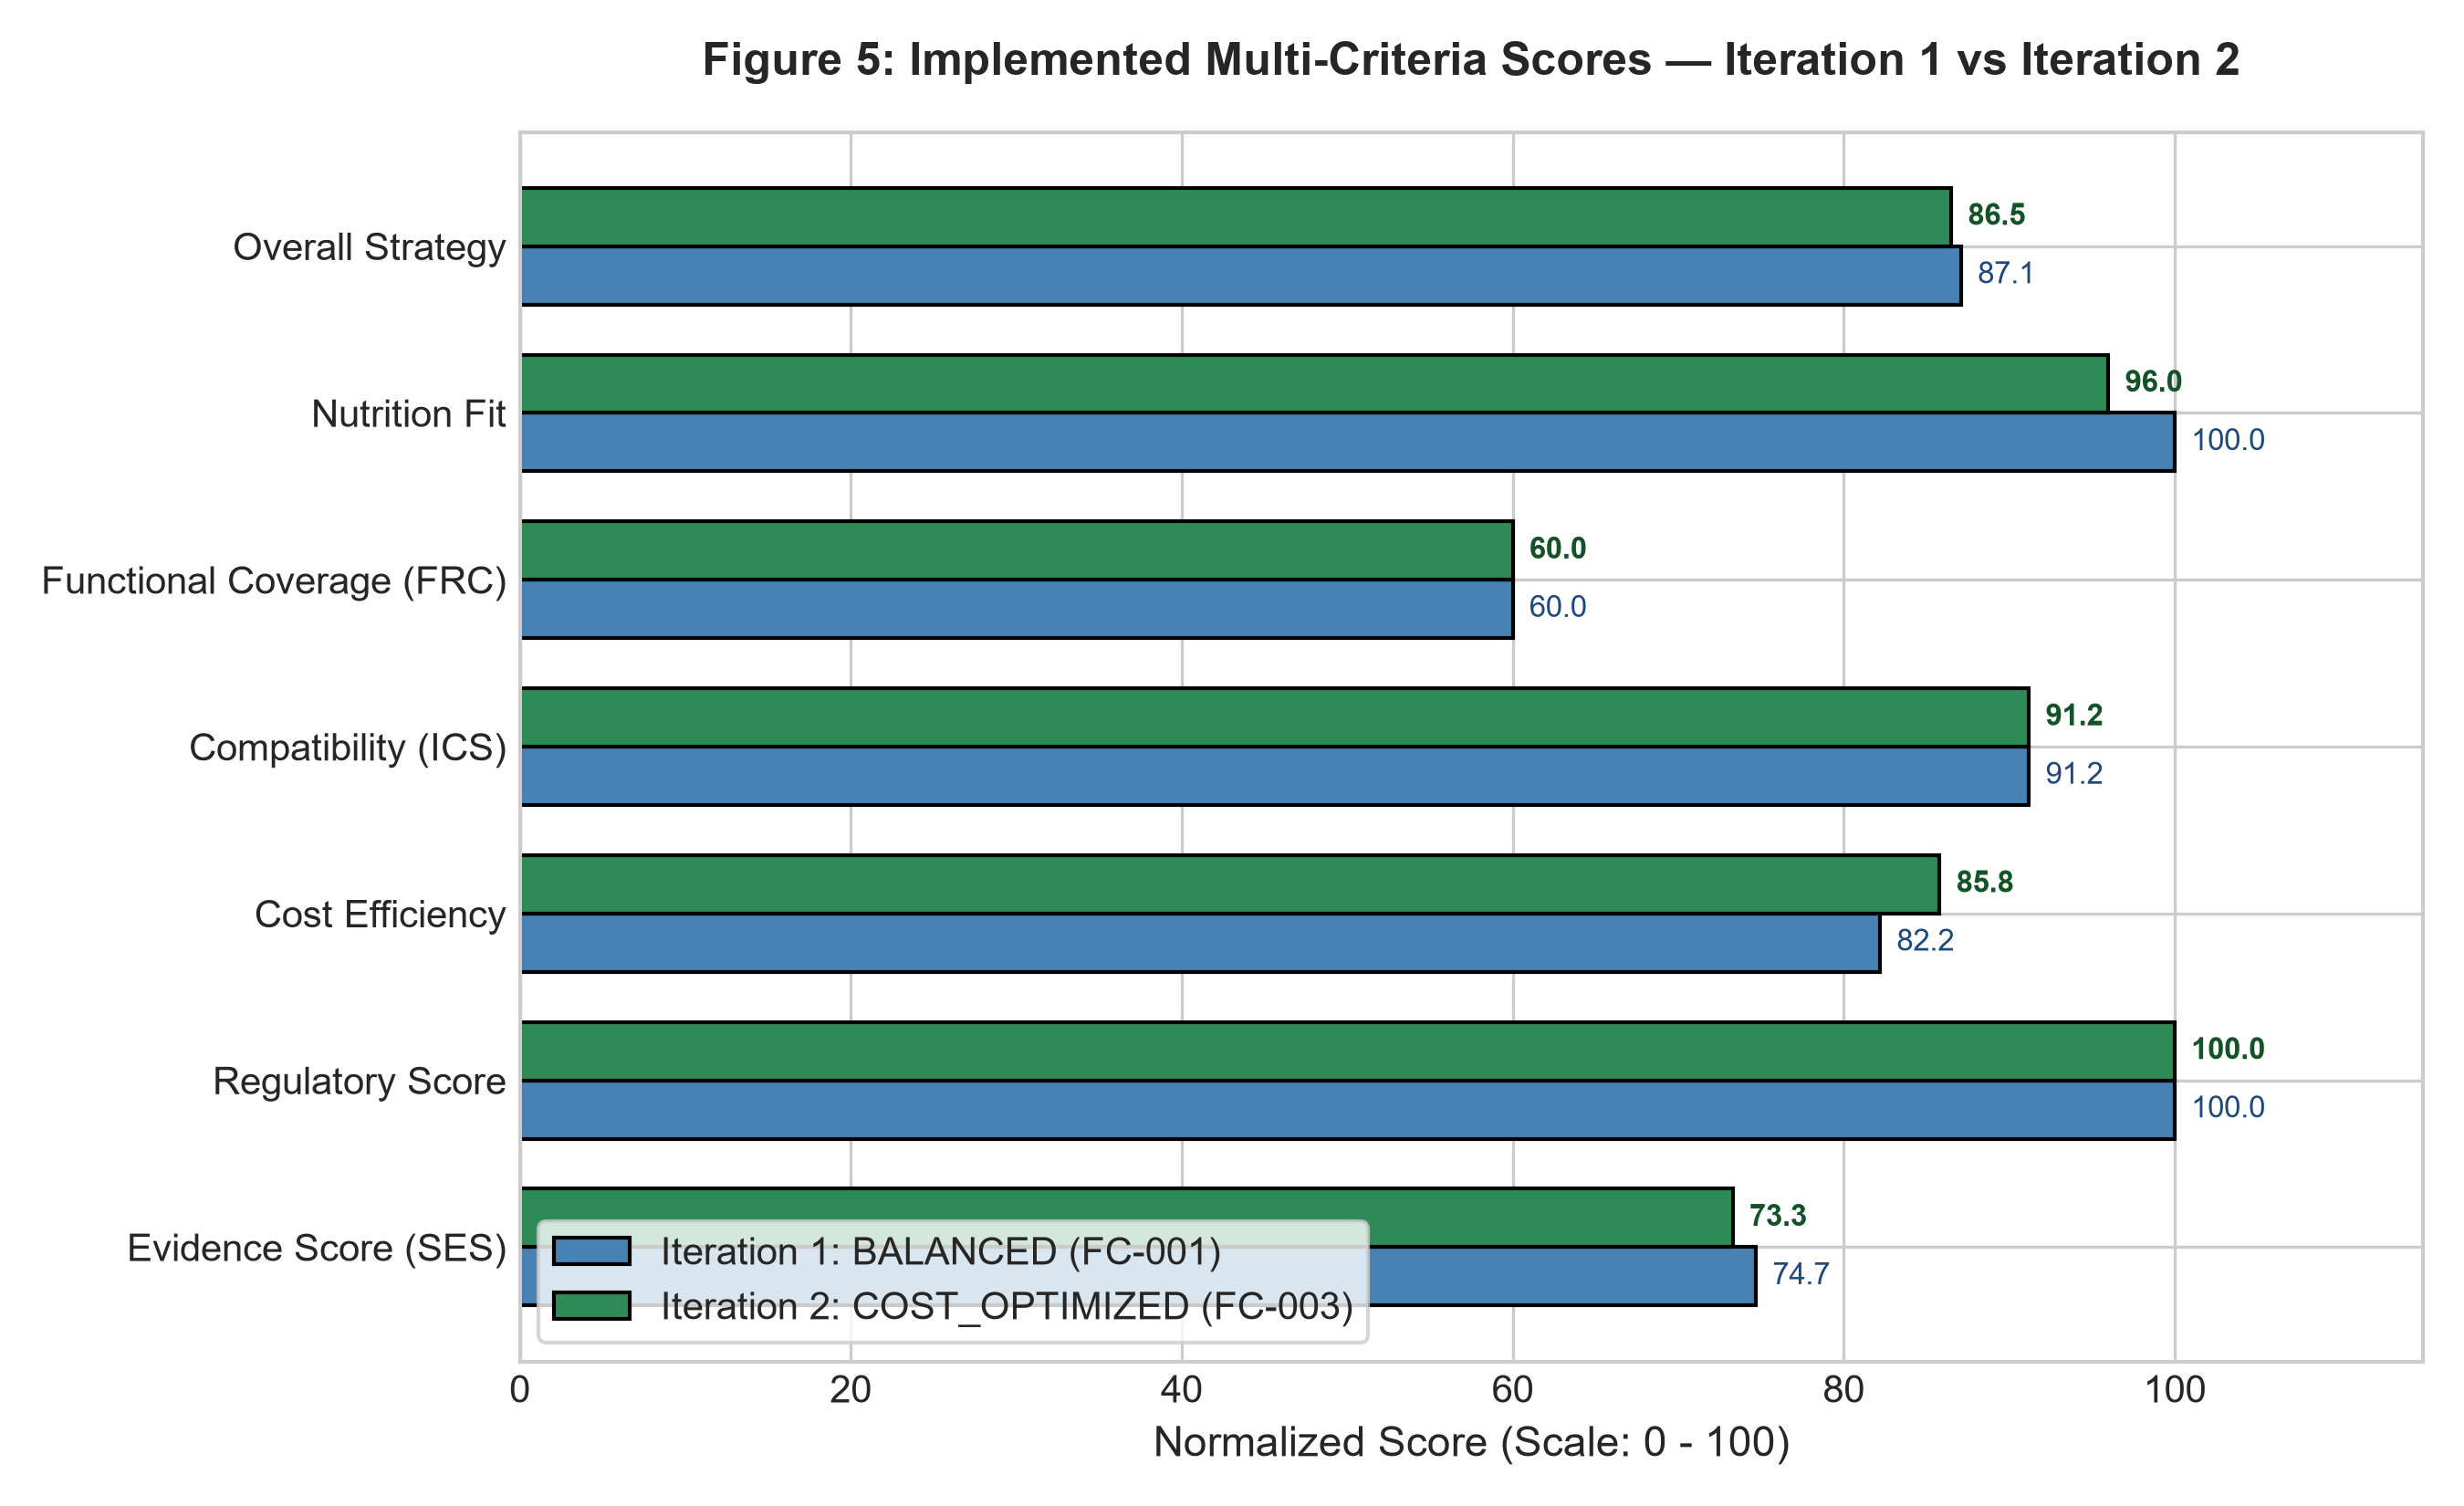 Figure 5: Implemented Multi-Criteria Scores — Iteration 1 vs Iteration 2
Overall Strategy
86.5
87.1
Nutrition Fit
96.0
100.0
Functional Coverage (FRC)
60.0
60.0
Compatibility (ICS)
91.2
91.2
Cost Efficiency
85.8
82.2
Regulatory Score
100.0
100.0
Evidence Score (SES)
73.3
74.7
Iteration 1: BALANCED (FC-001)
Iteration 2: COST_OPTIMIZED (FC-003)
0 20 40 60 80 100
Normalized Score (Scale: 0 - 100)